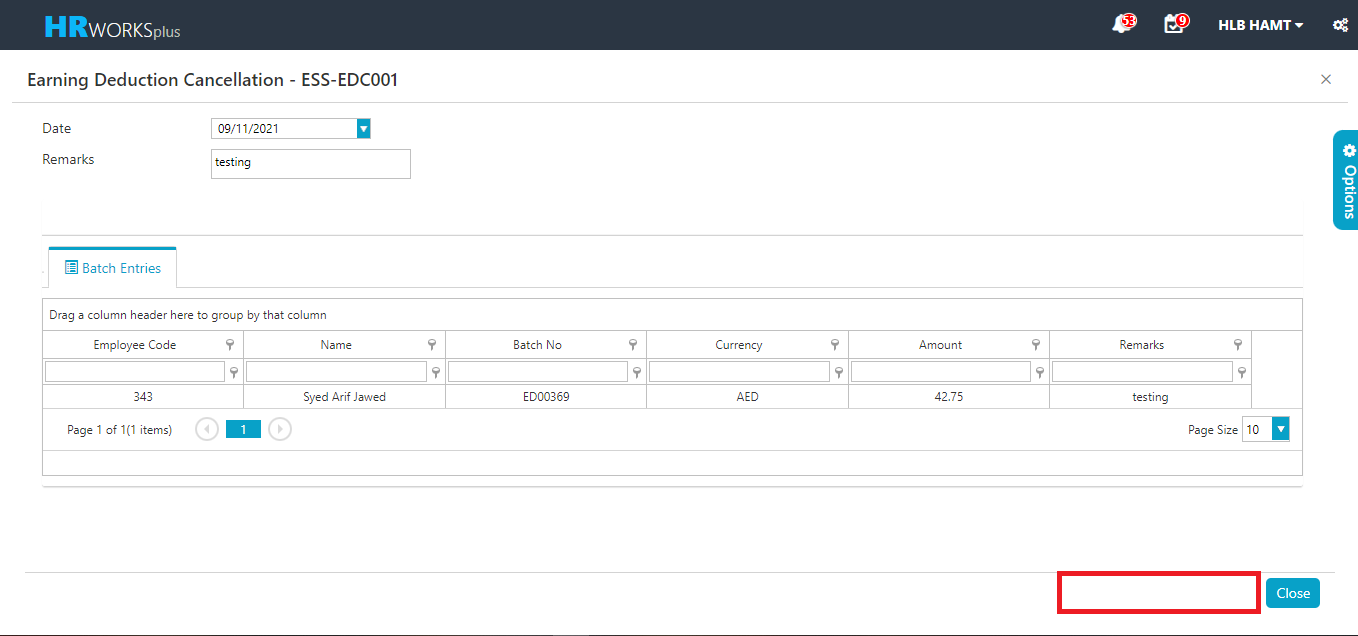 HRWORKSplus
53
9
HLB HAMT
Earning Deduction Cancellation - ESS-EDC001
×
Date
09/11/2021
Remarks
testing
Options
Batch Entries
Drag a column header here to group by that column
Employee Code Name Batch No Currency Amount Remarks
343 Syed Arif Jawed ED00369 AED 42.75 testing
Page 1 of 1(1 items) 1 Page Size 10
Close